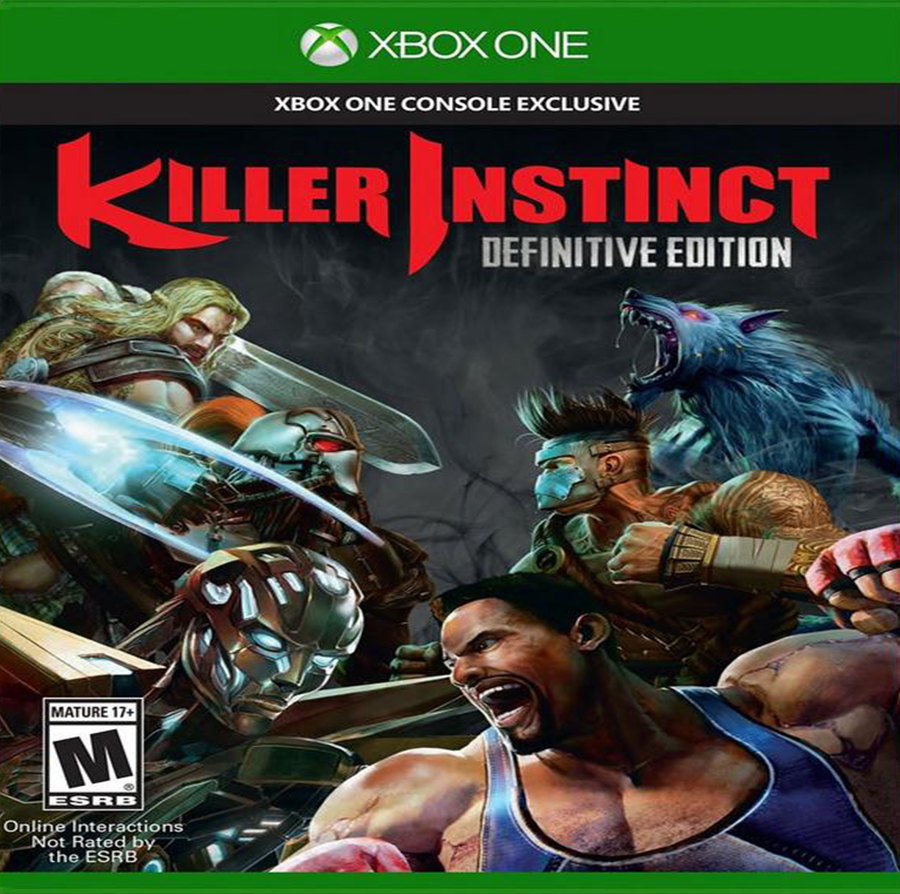 XBOX ONE
XBOX ONE CONSOLE EXCLUSIVE
KILLER INSTINCT
DEFINITIVE EDITION
MATURE 17+
M
®
ESRB
Online Interactions
Not Rated by
the ESRB